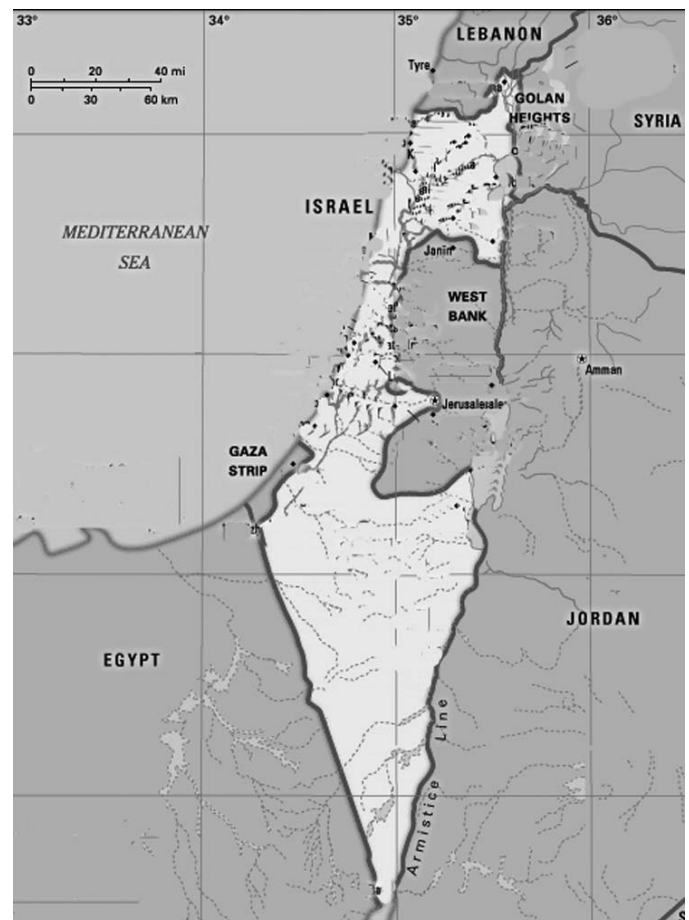 33°
34°
35°
36°
LEBANON
0 20 40 mi
0 30 60 km
Tyre
GOLAN
HEIGHTS
SYRIA
ISRAEL
MEDITERRANEAN
SEA
Janin
WEST
BANK
Amman
Jerusalerale
GAZA
STRIP
JORDAN
EGYPT
Armistice Line